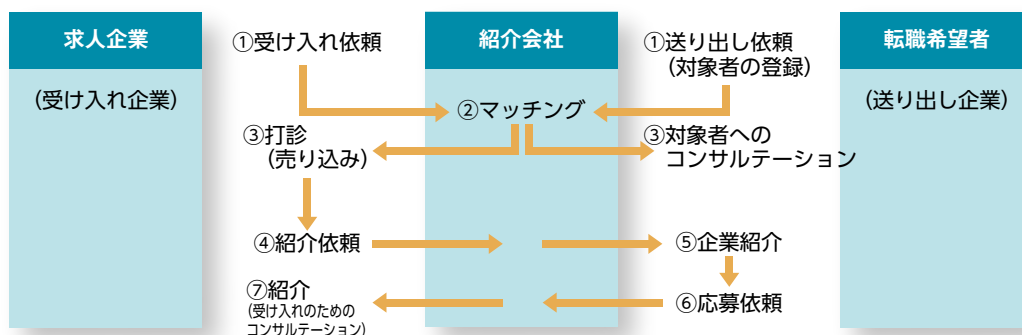 求人企業
紹介会社
転職希望者
(受け入れ企業)
(送り出し企業)
①受け入れ依頼
①送り出し依頼
(対象者の登録)
②マッチング
③打診
(売り込み)
③対象者への
コンサルテーション
④紹介依頼
⑤企業紹介
⑥応募依頼
⑦紹介
(受け入れのための
コンサルテーション)